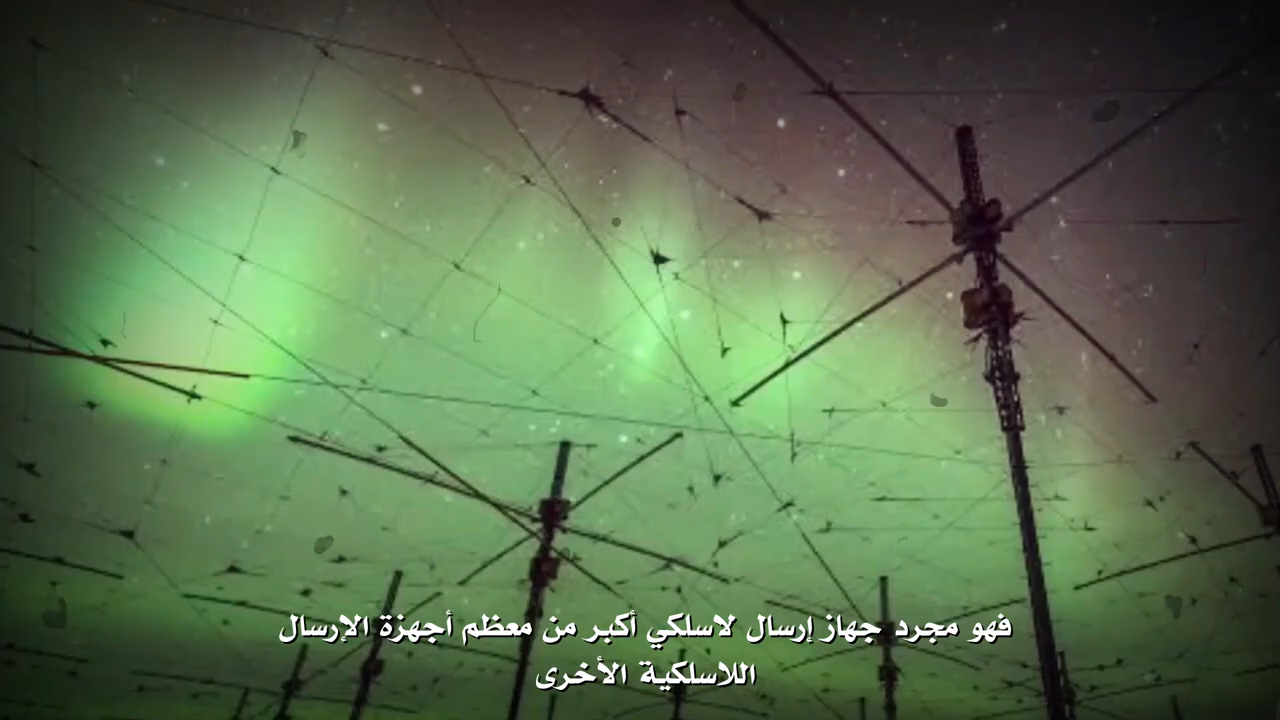 فهو مجرد جهاز إرسال لاسلكي أكبر من معظم أجهزة الإرسال
اللاسلكية الأخرى